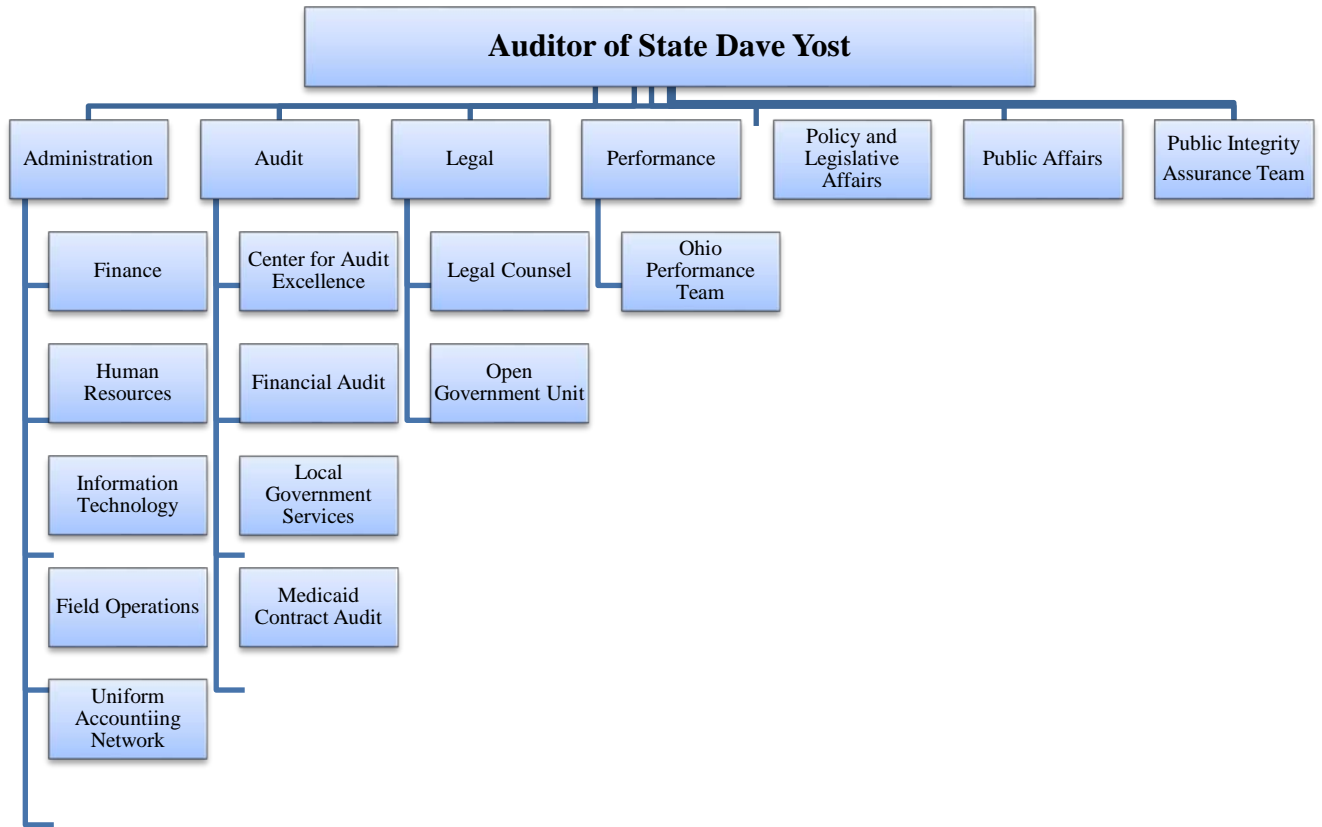 Auditor of State Dave Yost
Administration
Audit
Legal
Performance
Policy and
Legislative
Affairs
Public Affairs
Public Integrity
Assurance Team
Finance
Human
Resources
Information
Technology
Field Operations
Uniform
Accountiing
Network
Center for Audit
Excellence
Financial Audit
Local
Government
Services
Medicaid
Contract Audit
Legal Counsel
Open
Government Unit
Ohio
Performance
Team